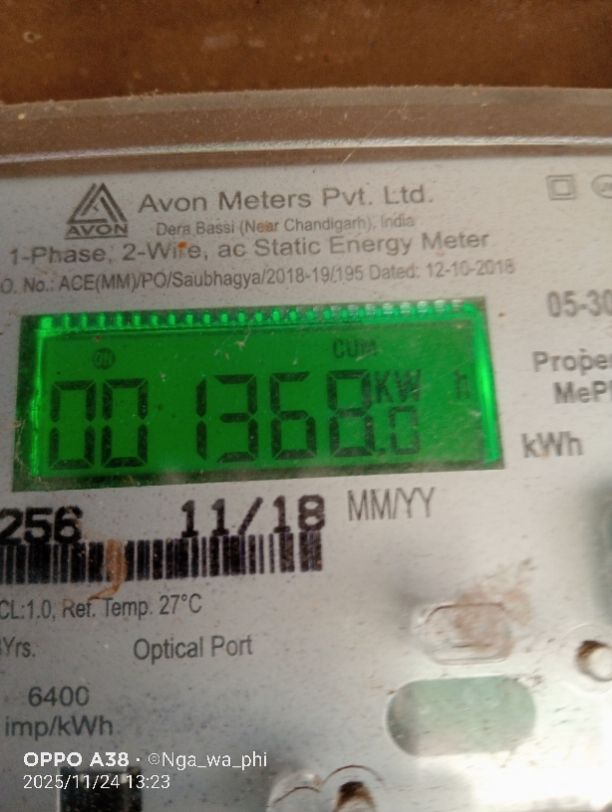 AVON
Avon Meters Pvt. Ltd.
Dera Bassi (Near Chandigarh), India
1-Phase, 2-Wire, ac Static Energy Meter
O. No.: ACE(MM)/PO/Saubhagya/2018-19/195 Dated: 12-10-2018
05-30
Proper
MePI
ON
CUM
001368.0 KW h
kWh
256 11/18 MM/YY
CL:1.0, Ref. Temp. 27°C
Yrs. Optical Port
6400
imp/kWh
OPPO A38 · ©Nga_wa_phi
2025/11/24 13:23